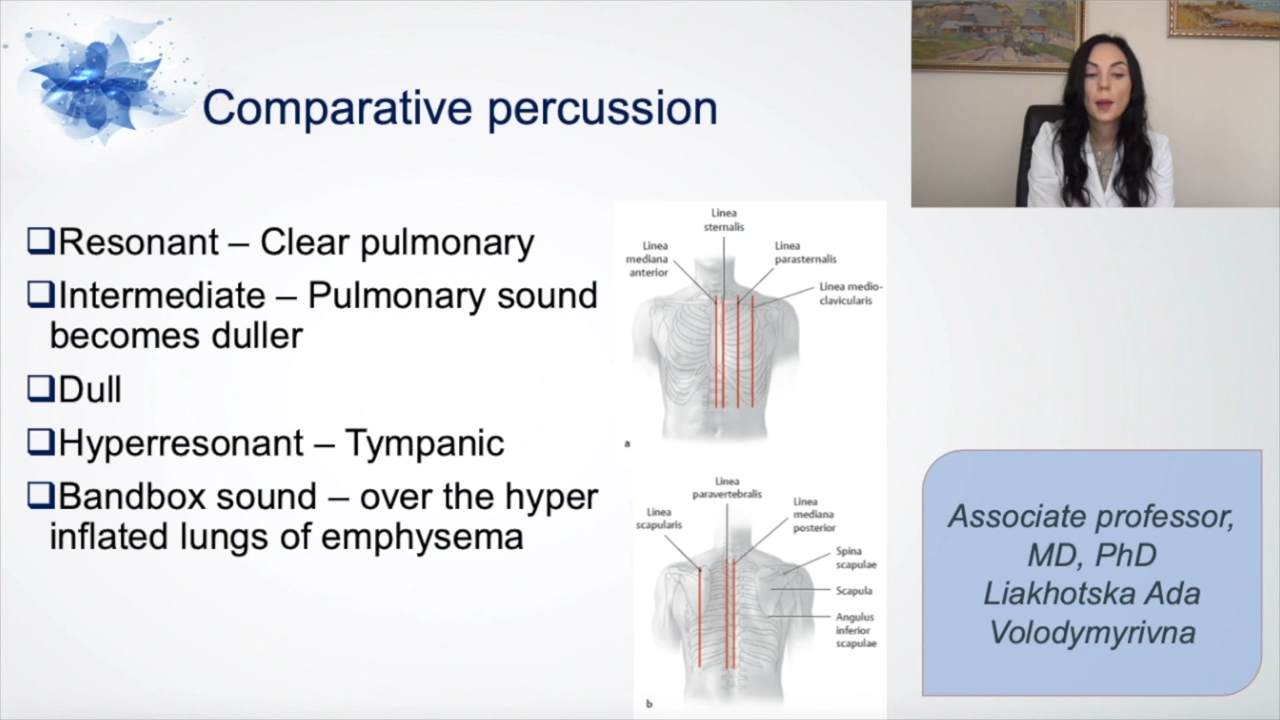 Comparative percussion
❑Resonant – Clear pulmonary
❑Intermediate – Pulmonary sound
becomes duller
❑Dull
❑Hyperresonant – Tympanic
❑Bandbox sound – over the hyper
inflated lungs of emphysema
Linea
sternalis
Linea
mediana
anterior
Linea
parasternalis
Linea medio-
clavicularis
a
Linea
paravertebralis
Linea
scapularis
Linea
mediana
posterior
Spina
scapulae
Scapula
Angulus
inferior
scapulae
b
Associate professor,
MD, PhD
Liakhotska Ada
Volodymyrivna